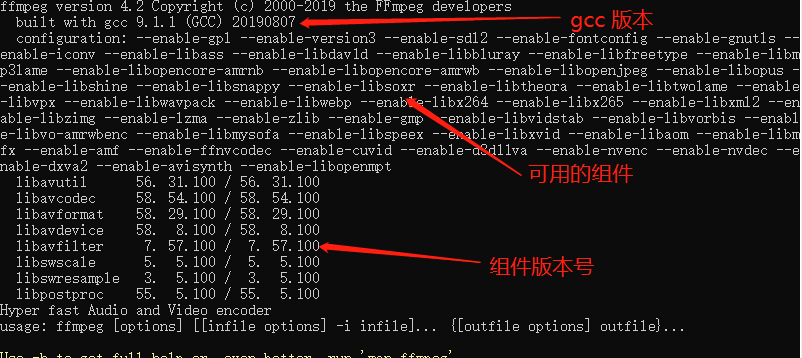 ffmpeg version 4.2 Copyright (c) 2000-2019 the FFmpeg developers
built with gcc 9.1.1 (GCC) 20190807
gcc 版本
configuration: --enable-gpl --enable-version3 --enable-sdl2 --enable-fontconfig --enable-gnutls -
-enable-iconv --enable-libass --enable-libdav1d --enable-libbluray --enable-libfreetype --enable-libm
p3lame --enable-libopencore-amrnb --enable-libopencore-amrwb --enable-libopenjpeg --enable-libopus -
-enable-libshine --enable-libsnappy --enable-libsoxr --enable-libtheora --enable-libtwolame --enable
-libvpx --enable-libwavpack --enable-libwebp --enable-libx264 --enable-libx265 --enable-libxml2 --en
able-libzimg --enable-lzma --enable-zlib --enable-gmp --enable-libvidstab --enable-libvorbis --enabl
e-libvo-amrwbenc --enable-libmysofa --enable-libspeex --enable-libxvid --enable-libaom --enable-libm
fx --enable-amf --enable-ffnvcodec --enable-cuvid --enable-d3d11va --enable-nvenc --enable-nvdec --e
nable-dxva2 --enable-avisynth --enable-libopenmpt
可用的组件
libavutil 56. 31.100 / 56. 31.100
libavcodec 58. 54.100 / 58. 54.100
libavformat 58. 29.100 / 58. 29.100
libavdevice 58. 8.100 / 58. 8.100
libavfilter 7. 57.100 / 7. 57.100
libswscale 5. 5.100 / 5. 5.100
组件版本号
libswresample 3. 5.100 / 3. 5.100
libpostproc 55. 5.100 / 55. 5.100
Hyper fast Audio and Video encoder
usage: ffmpeg [options] [[infile options] -i infile]... {[outfile options] outfile}...
Use -h to get full help or, even better, run 'man ffmpeg'